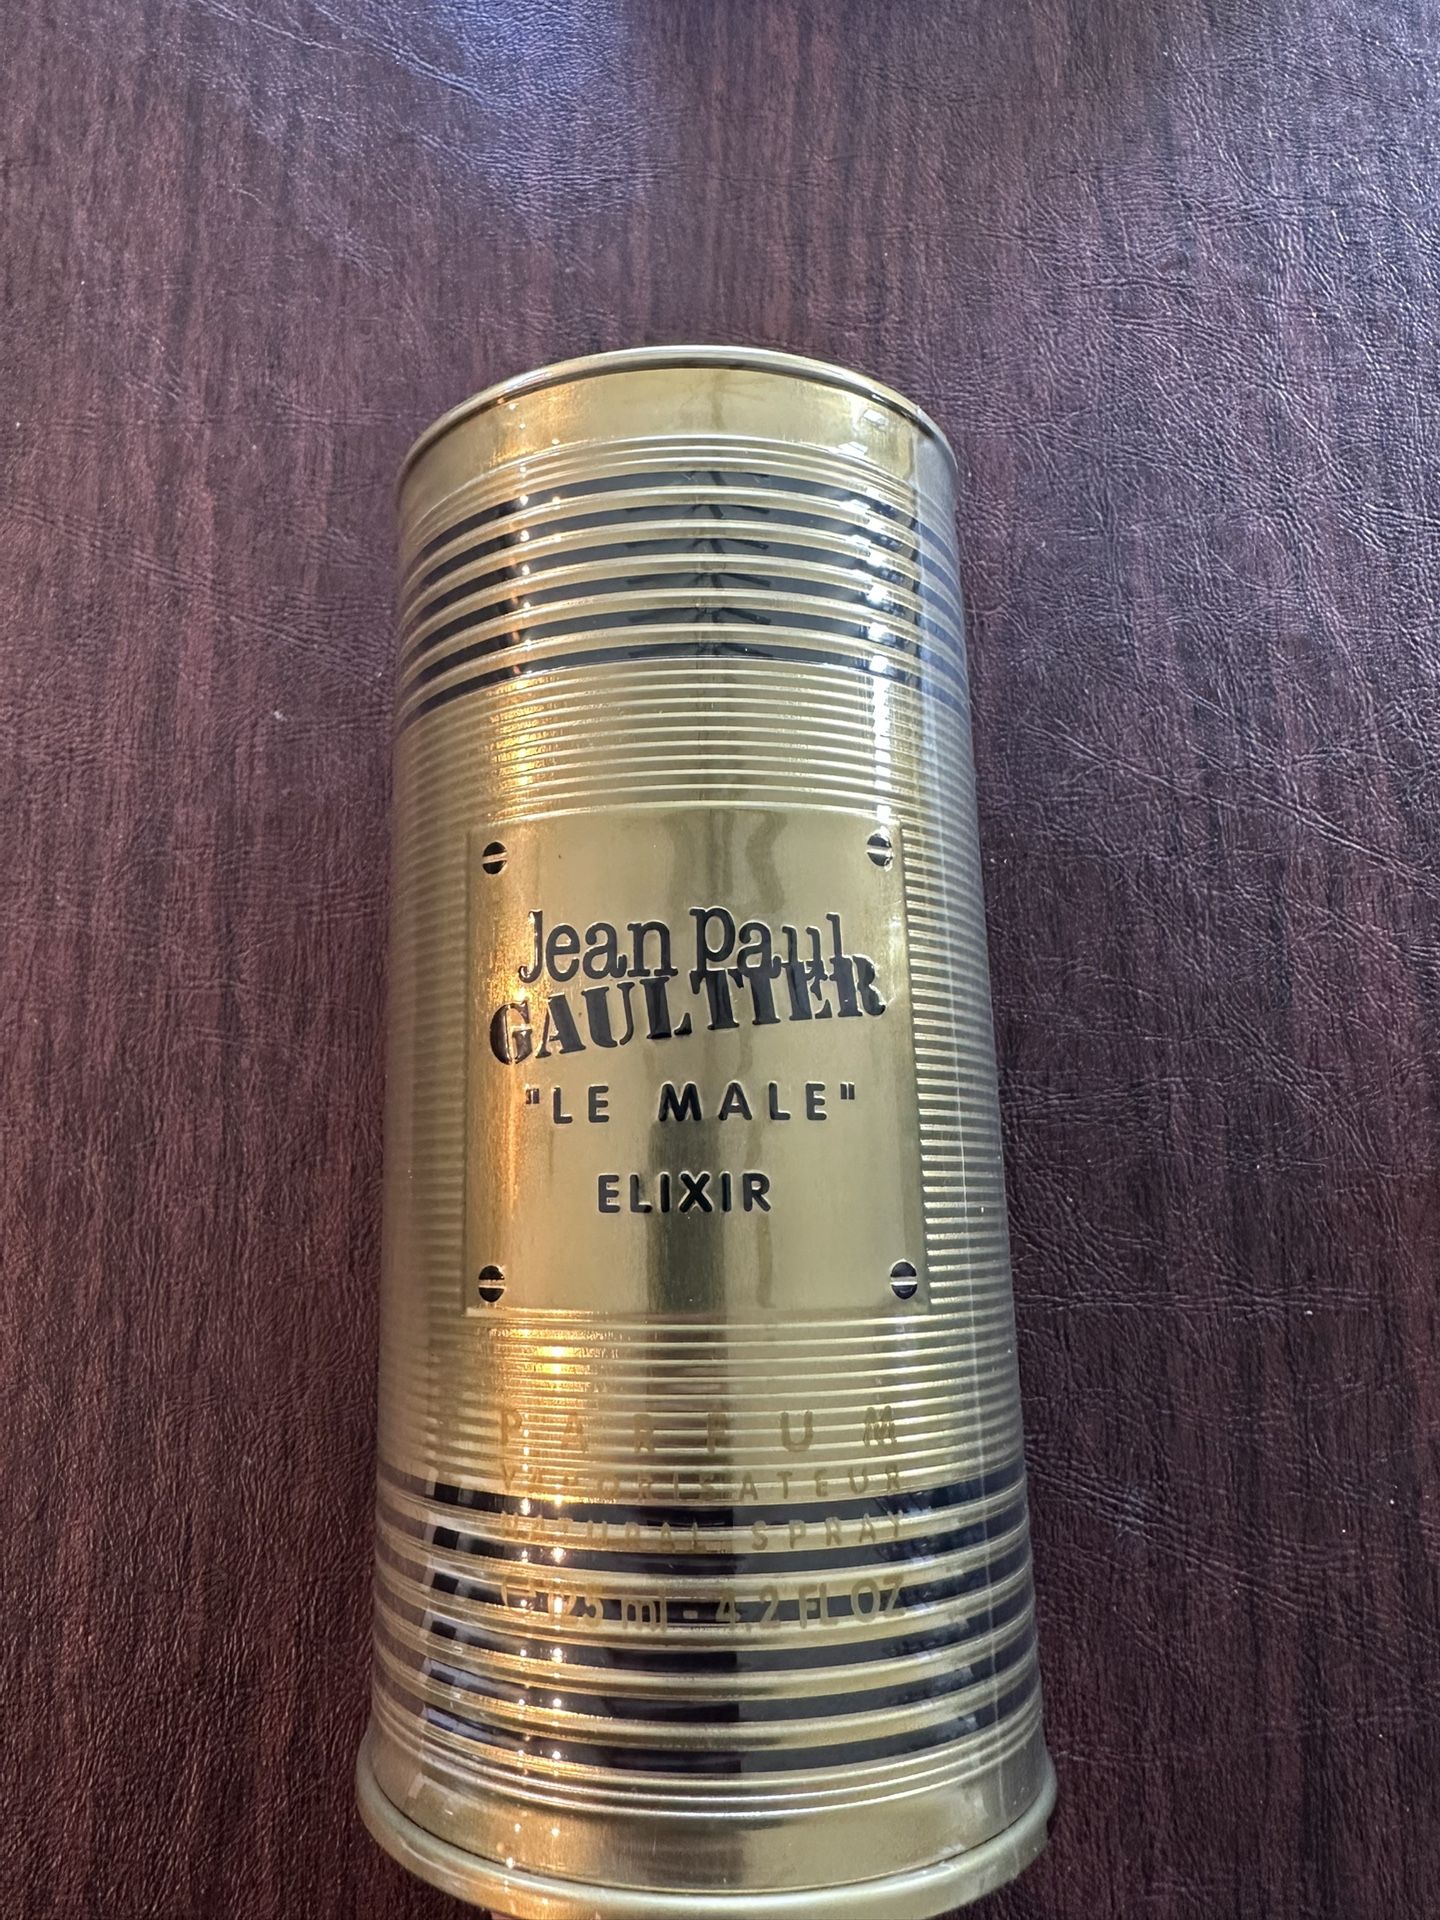 Jean Paul
GAULTIER
"LE MALE"
ELIXIR
PARFUM
VAPORISATEUR
NATURAL SPRAY
℮ 125 ml - 4.2 FL OZ